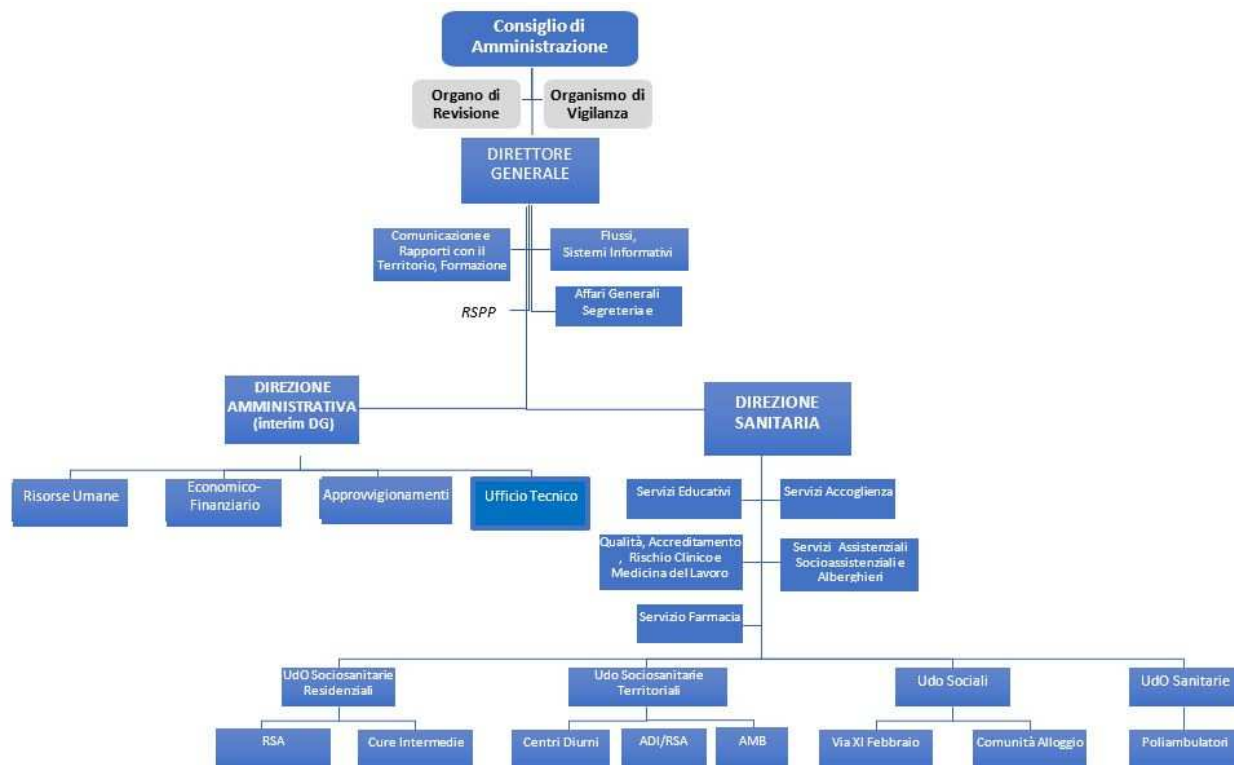 Consiglio di
Amministrazione
Organo di
Revisione
Organismo di
Vigilanza
DIRETTORE
GENERALE
Comunicazione e
Rapporti con il
Territorio, Formazione
Flussi,
Sistemi Informativi
RSPP
Affari Generali
Segreteria e
DIREZIONE
AMMINISTRATIVA
(interim DG)
DIREZIONE
SANITARIA
Risorse Umane
Economico-
Finanziario
Approvvigionamenti
Ufficio Tecnico
Servizi Educativi
Servizi Accoglienza
Qualità, Accreditamento
, Rischio Clinico e
Medicina del Lavoro
Servizi Assistenziali
Socioassistenziali e
Alberghieri
Servizio Farmacia
UdO Sociosanitarie
Residenziali
Udo Sociosanitarie
Territoriali
Udo Sociali
UdO Sanitarie
RSA
Cure Intermedie
Centri Diurni
ADI/RSA
AMB
Via XI Febbraio
Comunità Alloggio
Poliambulatori